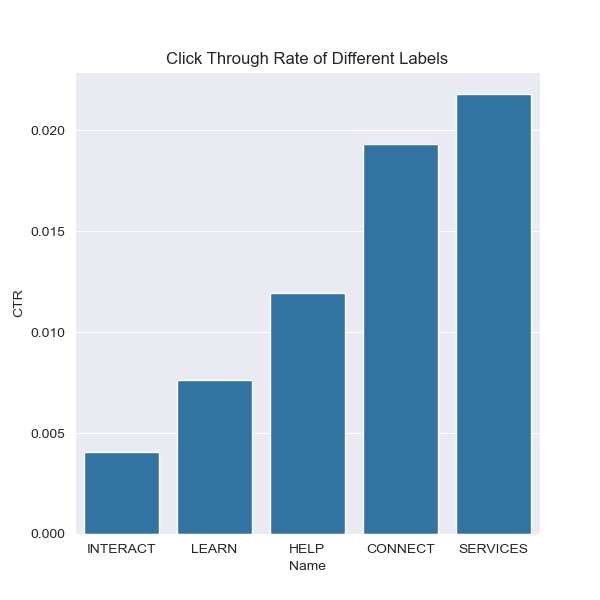 Click Through Rate of Different Labels
0.020
0.015
0.010
0.005
0.000
CTR
INTERACT LEARN HELP CONNECT SERVICES
Name